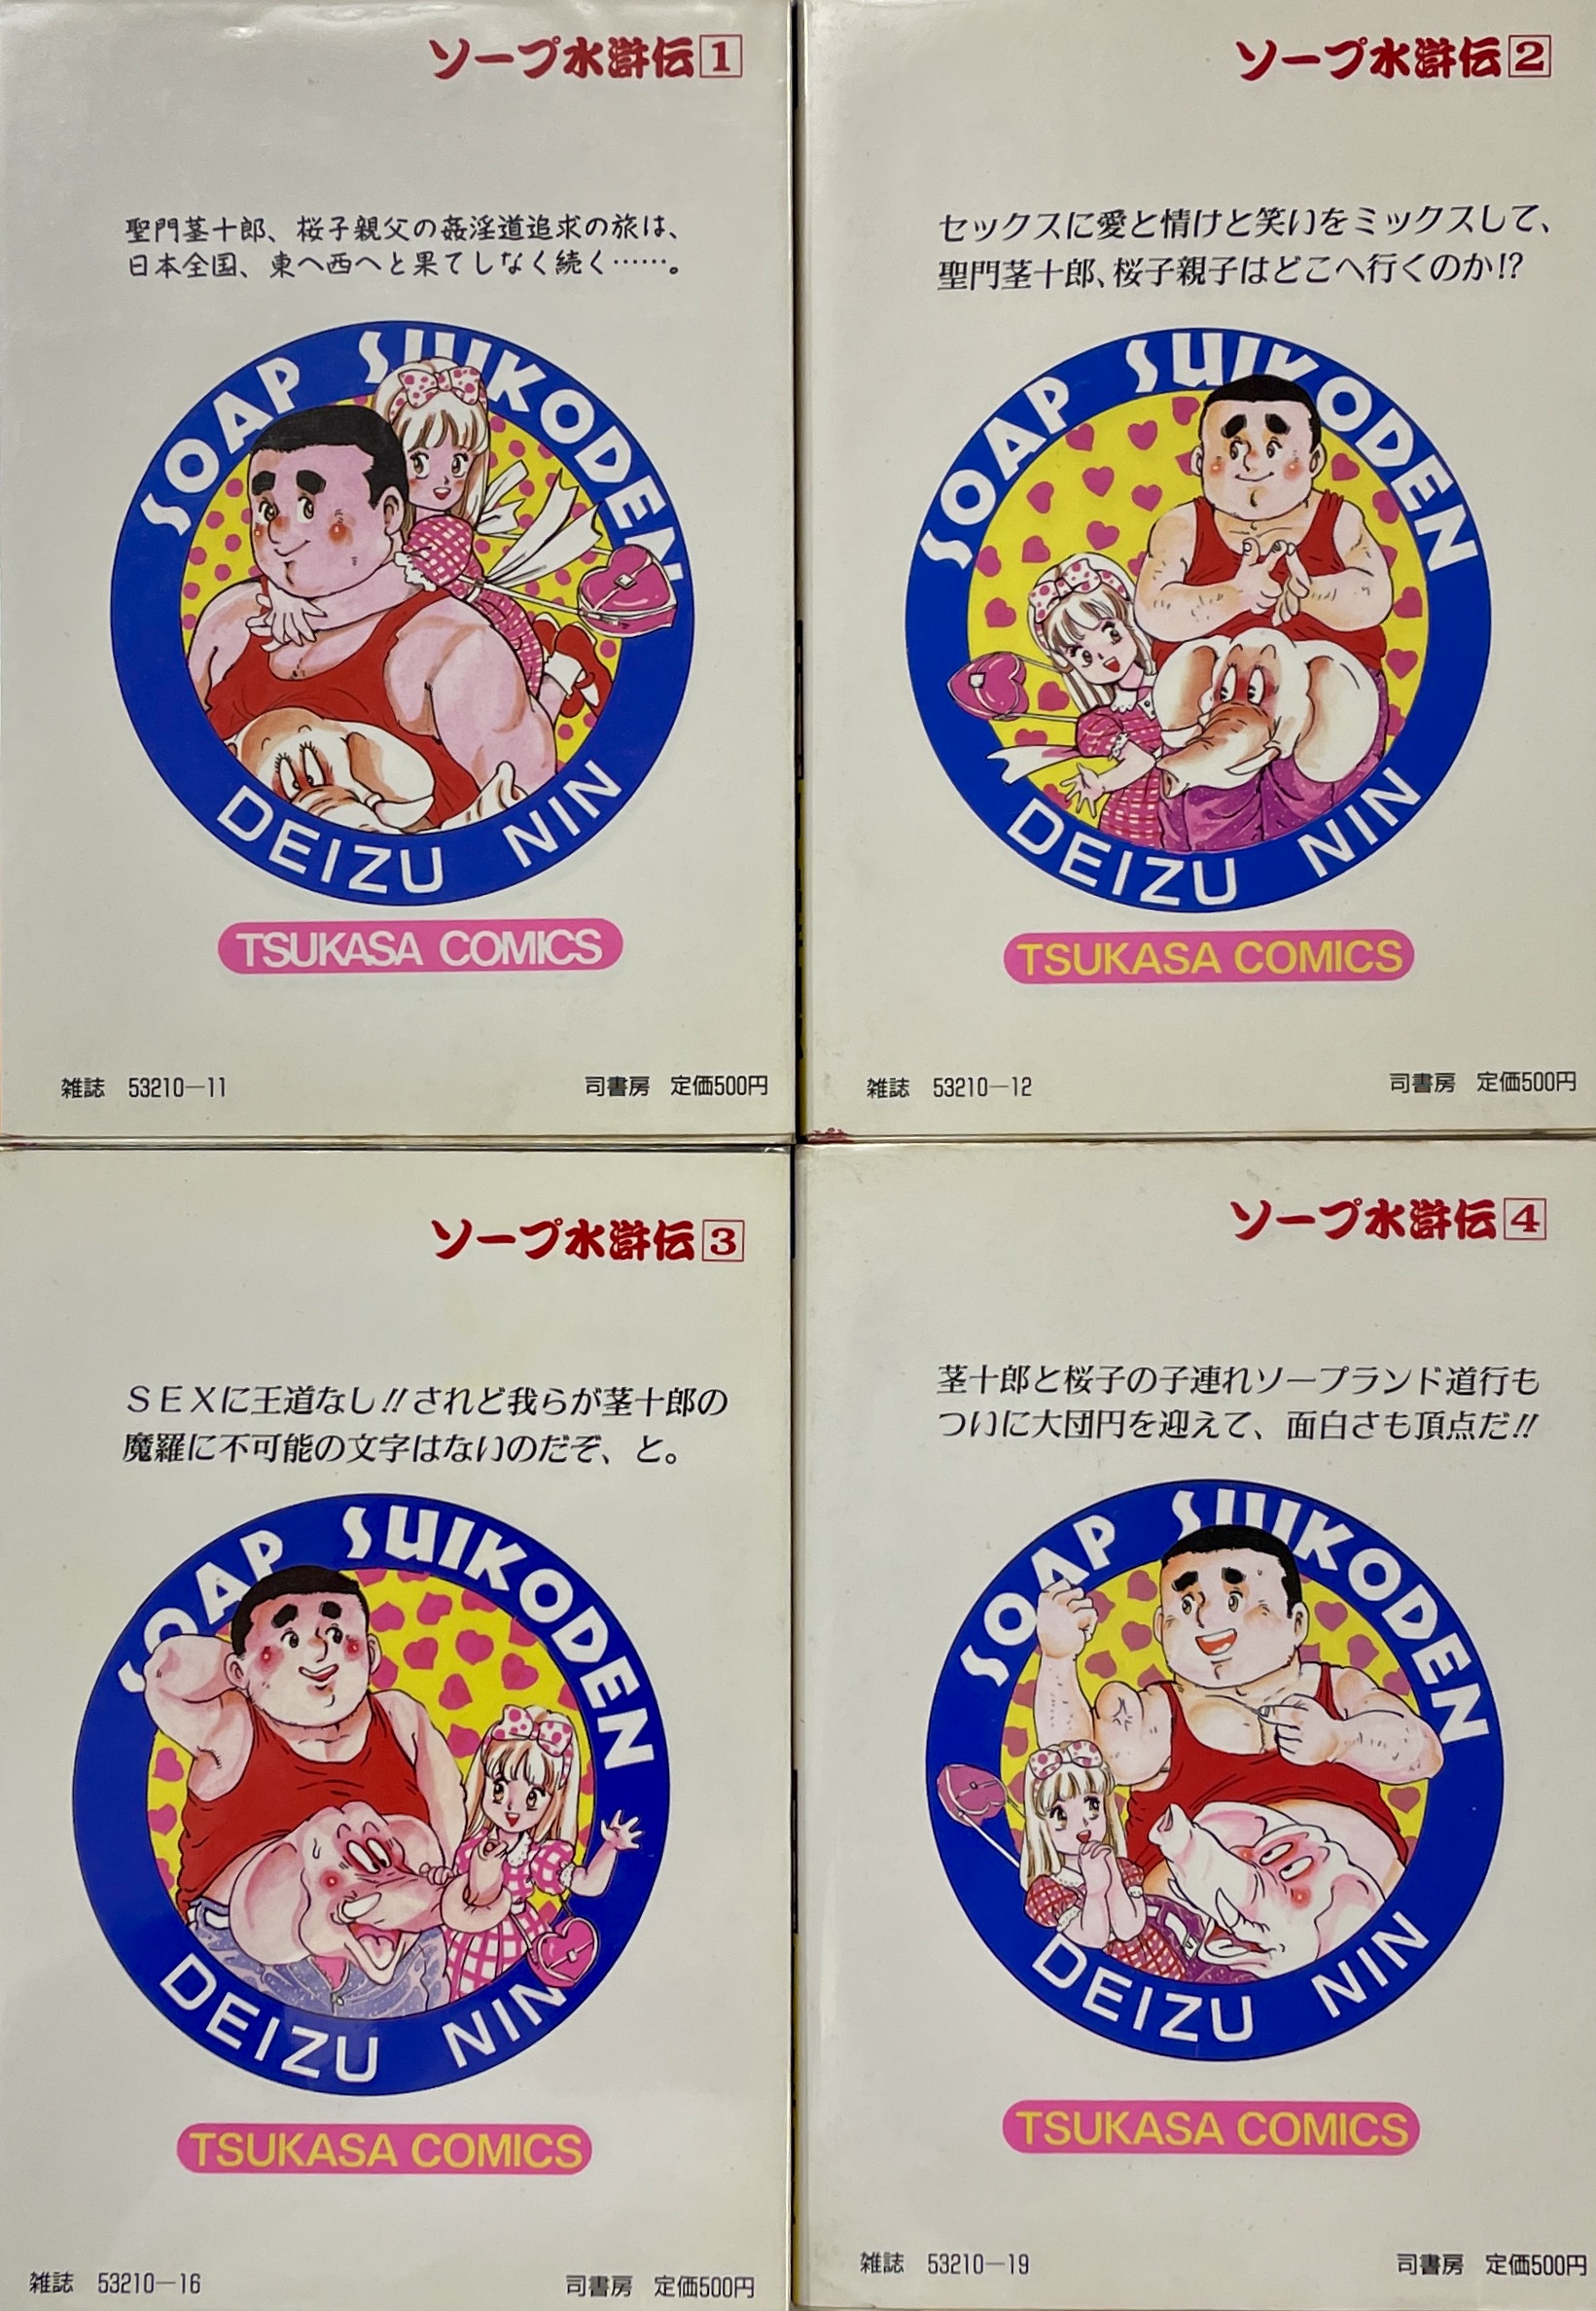 ソープ水滸伝1
聖門茎十郎、桜子親父の姦淫道追求の旅は、
日本全国、東へ西へと果てしなく続く……。
SOAP SUIKODEN
DEIZU NIN
TSUKASA COMICS
雑誌 53210-11
司書房 定価500円
ソープ水滸伝2
セックスに愛と情けと笑いをミックスして、
聖門茎十郎、桜子親子はどこへ行くのか!?
SOAP SUIKODEN
DEIZU NIN
TSUKASA COMICS
雑誌 53210-12
司書房 定価500円
ソープ水滸伝3
SEXに王道なし!!されど我らが茎十郎の
魔羅に不可能の文字はないのだぞ、と。
SOAP SUIKODEN
DEIZU NIN
TSUKASA COMICS
雑誌 53210-16
司書房 定価500円
ソープ水滸伝4
茎十郎と桜子の子連れソープランド道行も
ついに大団円を迎えて、面白さも頂点だ!!
SOAP SUIKODEN
DEIZU NIN
TSUKASA COMICS
雑誌 53210-19
司書房 定価500円